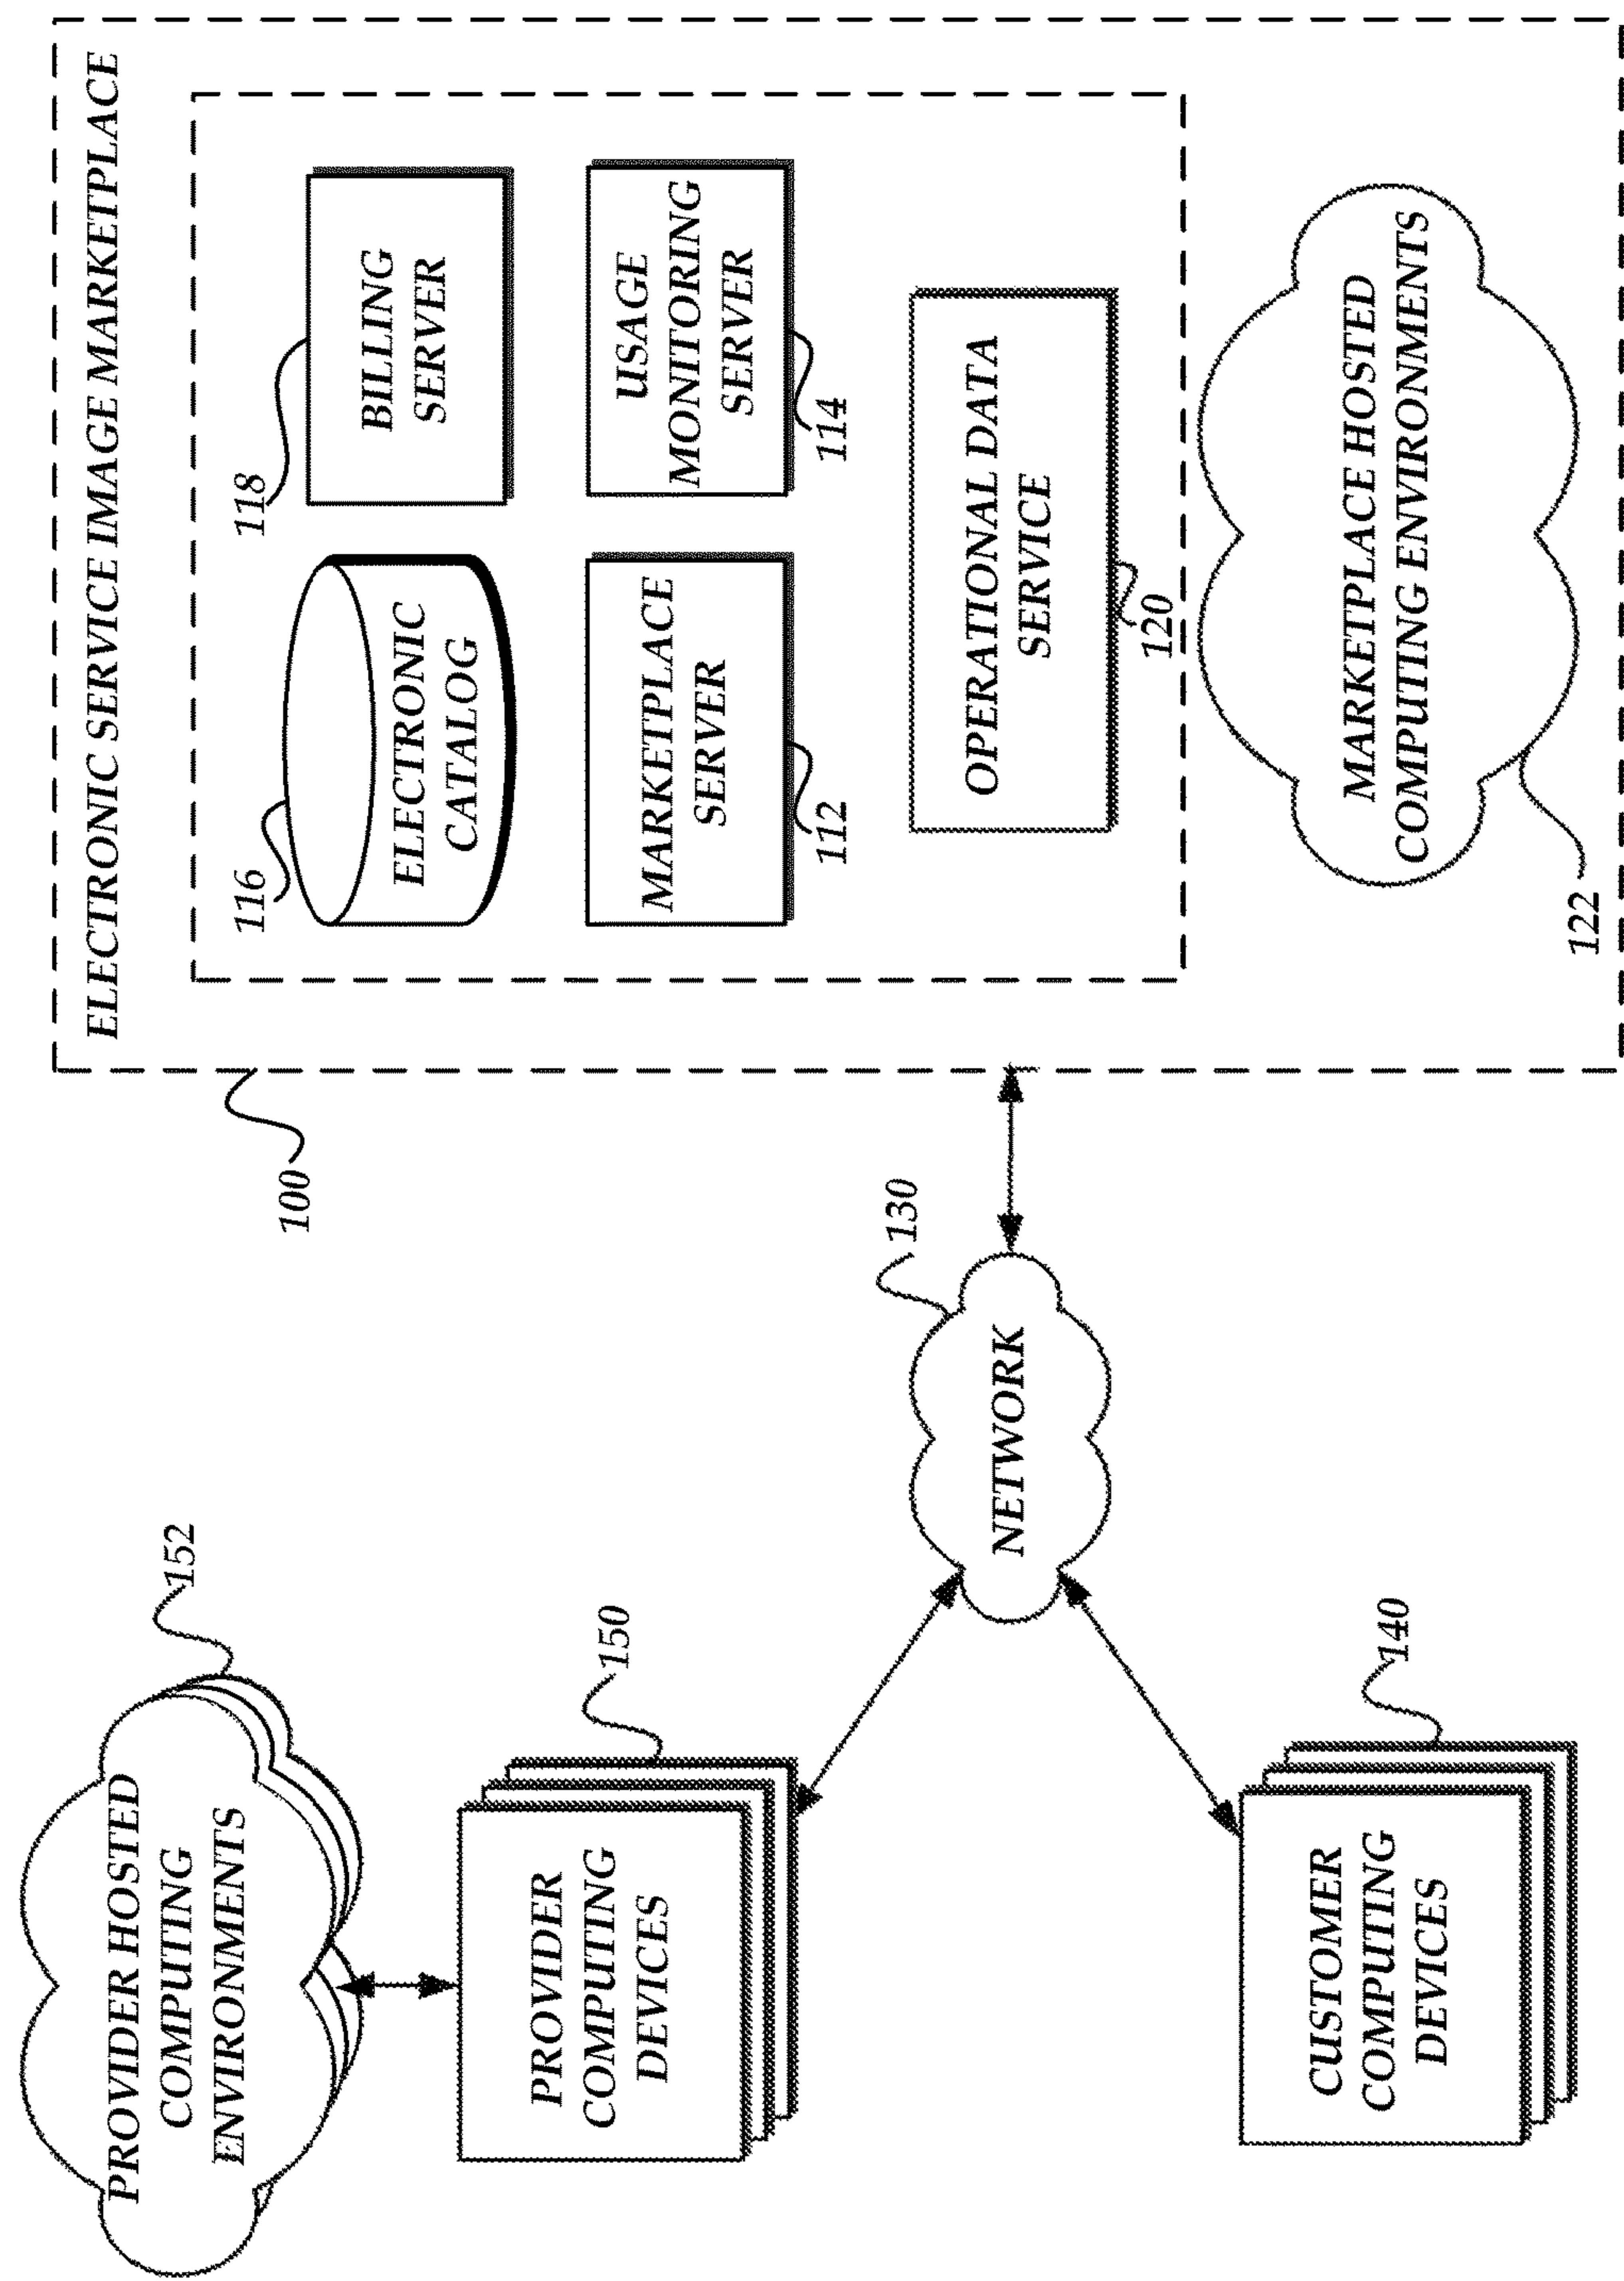 PROVIDER HOSTED
COMPUTING
ENVIRONMENTS
152
PROVIDER
COMPUTING
DEVICES
150
CUSTOMER
COMPUTING
DEVICES
140
NETWORK
130
100
ELECTRONIC SERVICE IMAGE MARKETPLACE
116
ELECTRONIC
CATALOG
118
BILLING
SERVER
MARKETPLACE
SERVER
112
USAGE
MONITORING
SERVER
114
OPERATIONAL DATA
SERVICE
120
MARKETPLACE HOSTED
COMPUTING ENVIRONMENTS
122